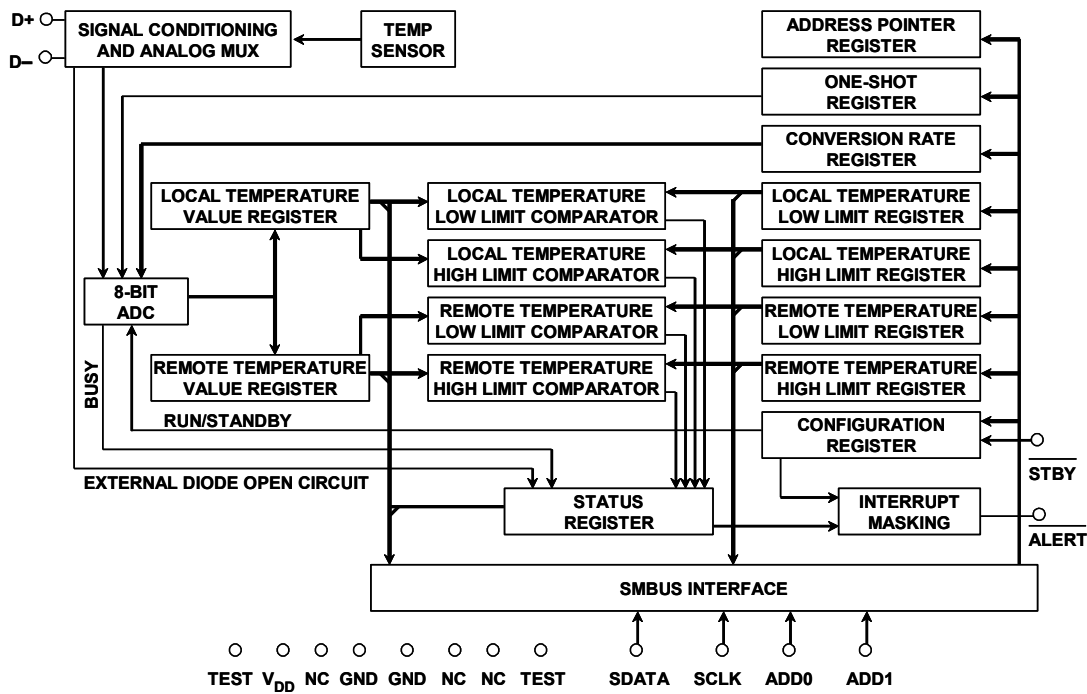 D+
D–
SIGNAL CONDITIONING
AND ANALOG MUX
TEMP
SENSOR
ADDRESS POINTER
REGISTER
ONE-SHOT
REGISTER
CONVERSION RATE
REGISTER
LOCAL TEMPERATURE
VALUE REGISTER
LOCAL TEMPERATURE
LOW LIMIT COMPARATOR
LOCAL TEMPERATURE
LOW LIMIT REGISTER
LOCAL TEMPERATURE
HIGH LIMIT COMPARATOR
LOCAL TEMPERATURE
HIGH LIMIT REGISTER
8-BIT
ADC
REMOTE TEMPERATURE
LOW LIMIT COMPARATOR
REMOTE TEMPERATURE
LOW LIMIT REGISTER
REMOTE TEMPERATURE
VALUE REGISTER
REMOTE TEMPERATURE
HIGH LIMIT COMPARATOR
REMOTE TEMPERATURE
HIGH LIMIT REGISTER
BUSY
RUN/STANDBY
CONFIGURATION
REGISTER
STBY
EXTERNAL DIODE OPEN CIRCUIT
STATUS
REGISTER
INTERRUPT
MASKING
ALERT
SMBUS INTERFACE
TEST VDD NC GND GND NC NC TEST SDATA SCLK ADD0 ADD1